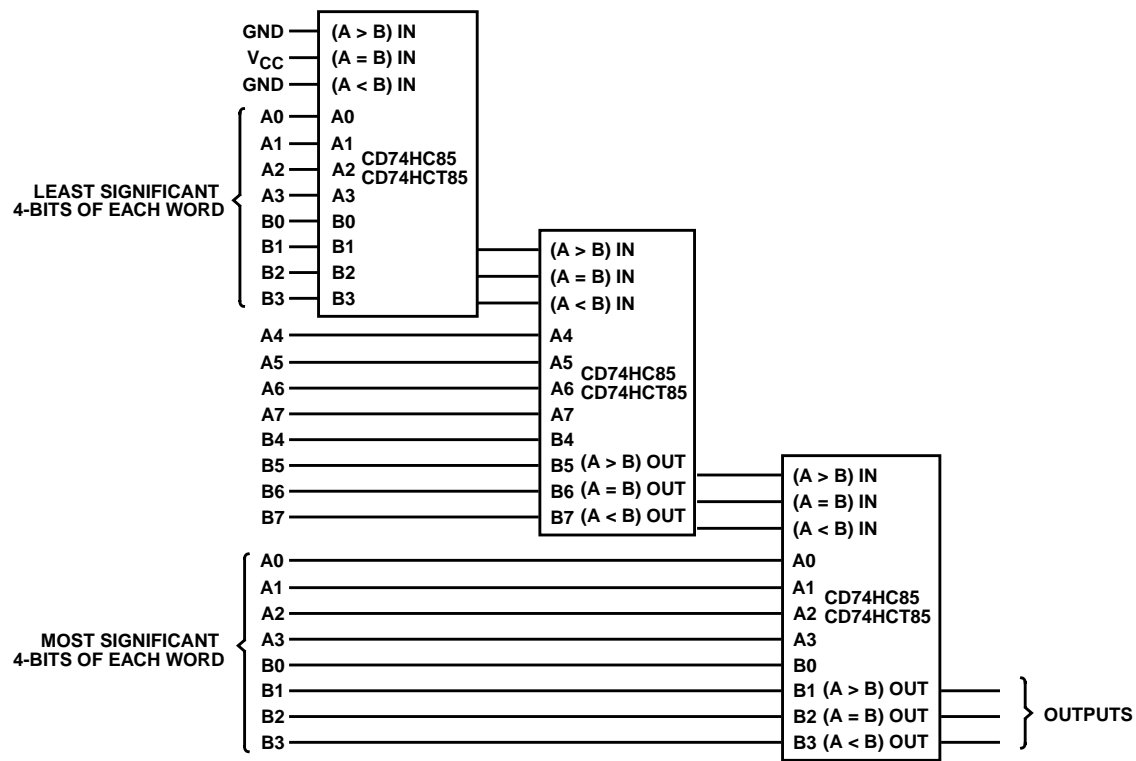 GND (A > B) IN
VCC (A = B) IN
GND (A < B) IN
A0 A0
A1 A1
A2 A2 CD74HC85
CD74HCT85
A3 A3
LEAST SIGNIFICANT
4-BITS OF EACH WORD
B0 B0
B1 B1
B2 B2
B3 B3
(A > B) IN
(A = B) IN
(A < B) IN
A4 A4
A5 A5
CD74HC85
A6 A6 CD74HCT85
A7 A7
B4 B4
B5 B5 (A > B) OUT
B6 B6 (A = B) OUT
B7 B7 (A < B) OUT
(A > B) IN
(A = B) IN
(A < B) IN
A0 A0
A1 A1
CD74HC85
A2 A2 CD74HCT85
A3 A3
MOST SIGNIFICANT
4-BITS OF EACH WORD
B0 B0
B1 B1 (A > B) OUT
B2 B2 (A = B) OUT
B3 B3 (A < B) OUT
OUTPUTS